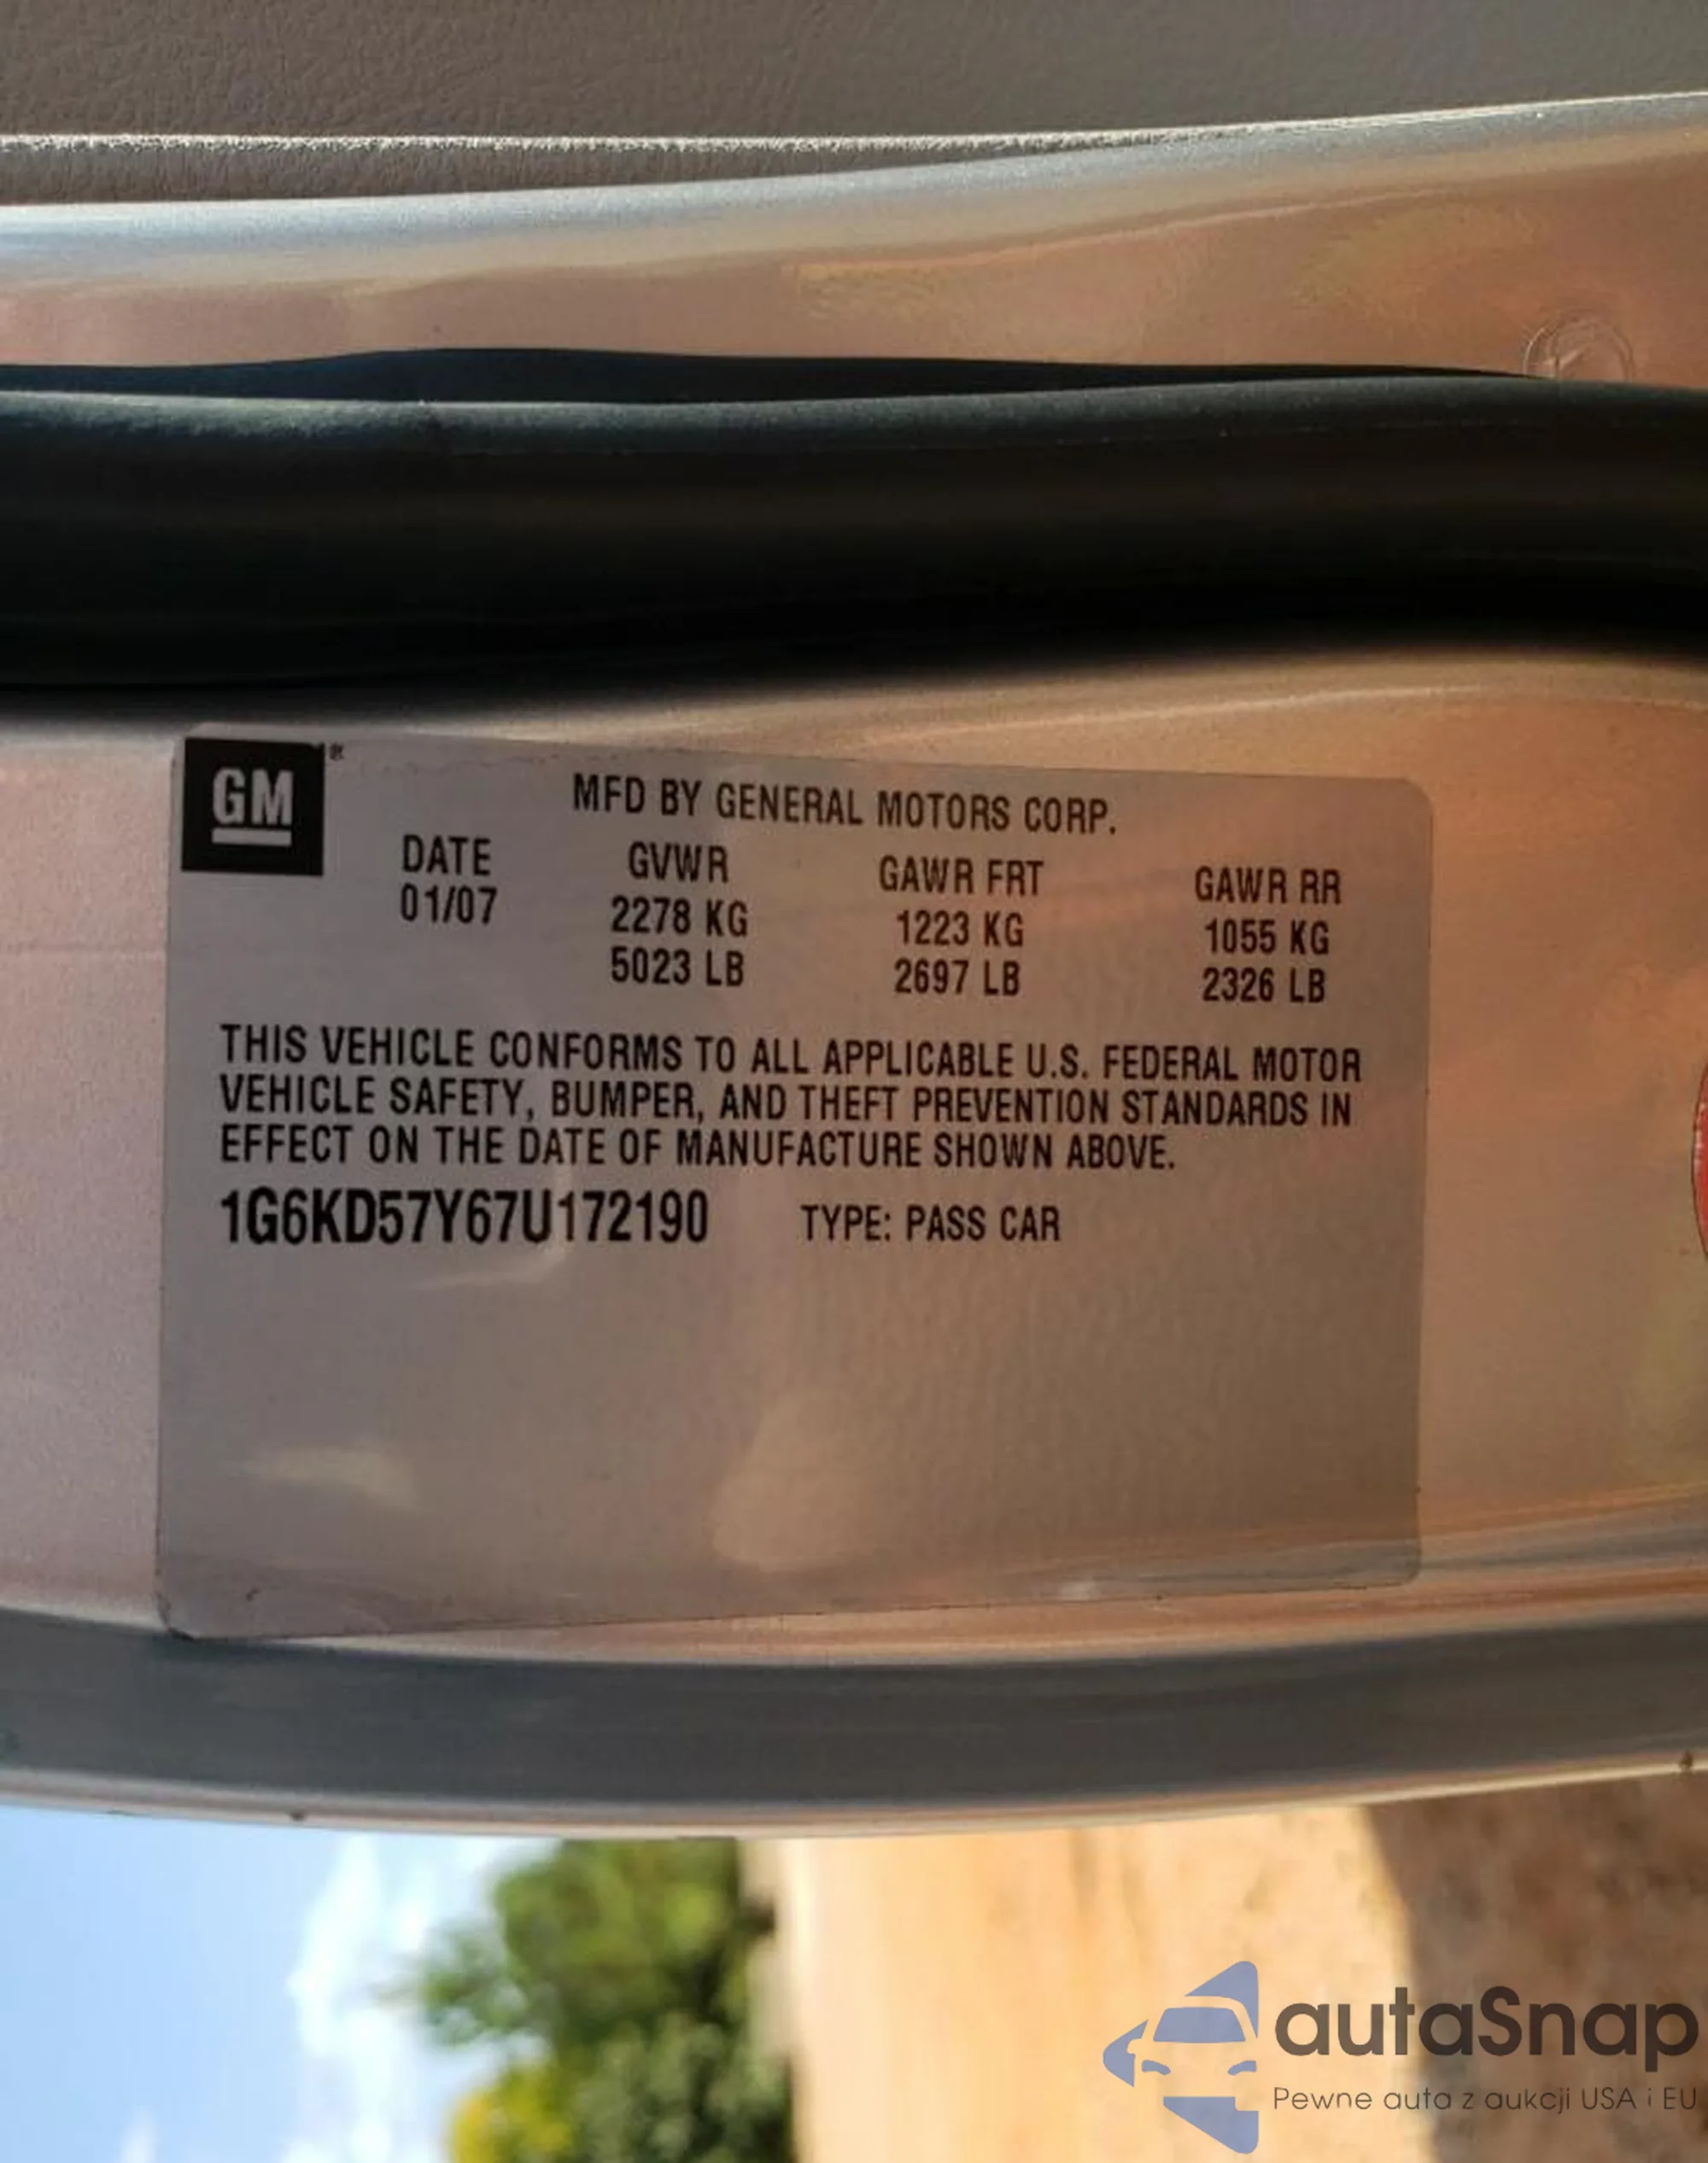 GM
MFD BY GENERAL MOTORS CORP.
DATE GVWR GAWR FRT GAWR RR
01/07 2278 KG 1223 KG 1055 KG
5023 LB 2697 LB 2326 LB
THIS VEHICLE CONFORMS TO ALL APPLICABLE U.S. FEDERAL MOTOR
VEHICLE SAFETY, BUMPER, AND THEFT PREVENTION STANDARDS IN
EFFECT ON THE DATE OF MANUFACTURE SHOWN ABOVE.
1G6KD57Y67U172190 TYPE: PASS CAR
autaSnap
Pewne auta z aukcji USA i EU